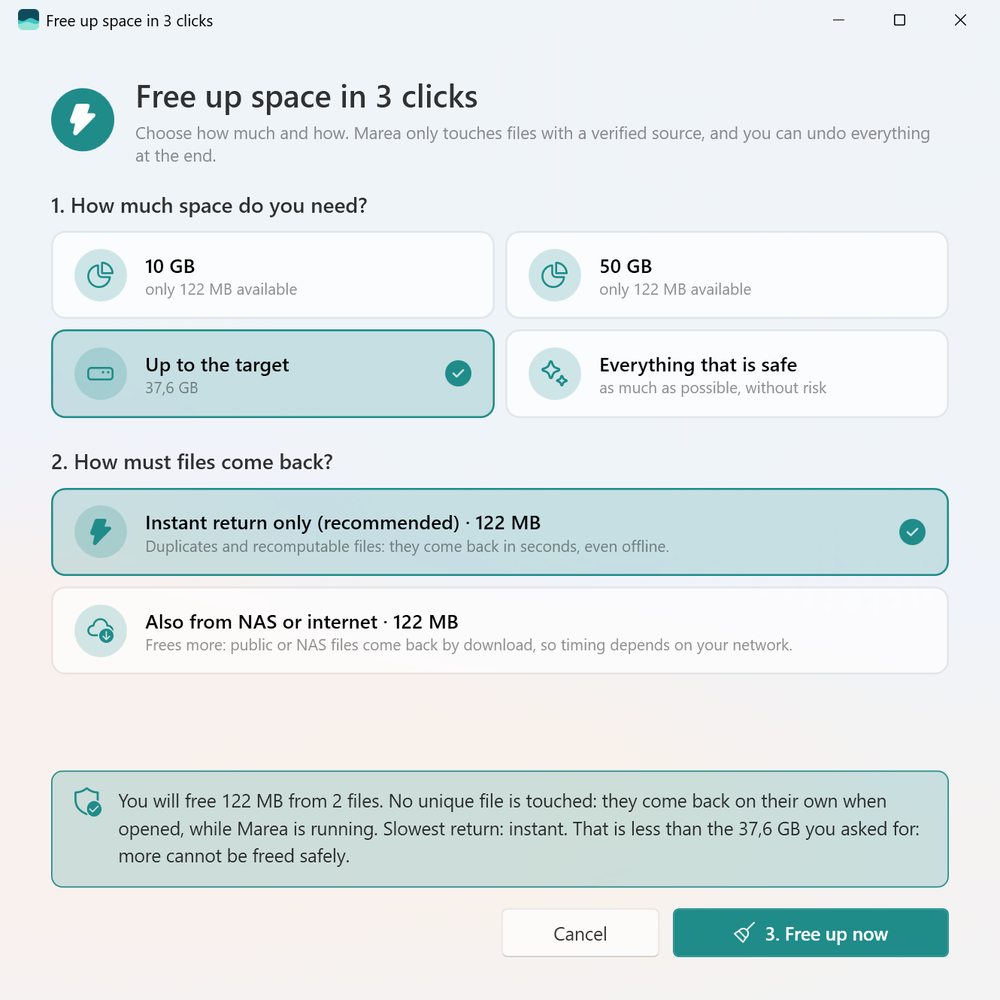 Free up space in 3 clicks
Free up space in 3 clicks
Choose how much and how. Marea only touches files with a verified source, and you can undo everything
at the end.
1. How much space do you need?
10 GB
only 122 MB available
50 GB
only 122 MB available
Up to the target
37,6 GB
Everything that is safe
as much as possible, without risk
2. How must files come back?
Instant return only (recommended) · 122 MB
Duplicates and recomputable files: they come back in seconds, even offline.
Also from NAS or internet · 122 MB
Frees more: public or NAS files come back by download, so timing depends on your network.
You will free 122 MB from 2 files. No unique file is touched: they come back on their own when
opened, while Marea is running. Slowest return: instant. That is less than the 37,6 GB you asked for:
more cannot be freed safely.
Cancel
3. Free up now